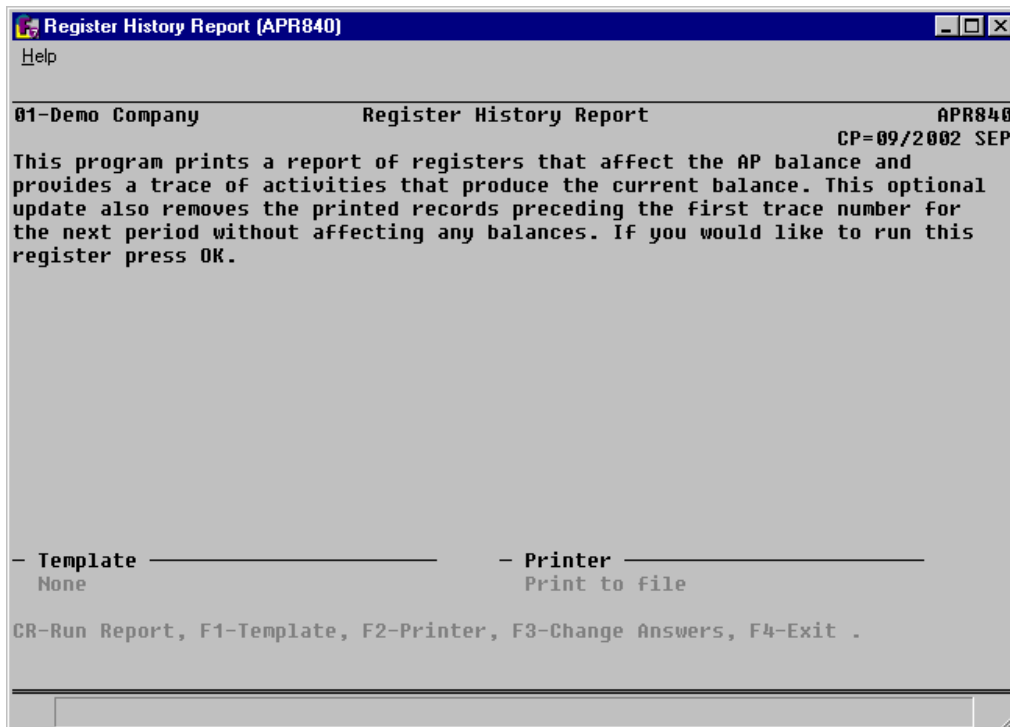 Register History Report (APR840)
Help
01-Demo Company Register History Report APR840
CP=09/2002 SEP
This program prints a report of registers that affect the AP balance and
provides a trace of activities that produce the current balance. This optional
update also removes the printed records preceding the first trace number for
the next period without affecting any balances. If you would like to run this
register press OK.
Template Printer
None Print to file
CR-Run Report, F1-Template, F2-Printer, F3-Change Answers, F4-Exit .